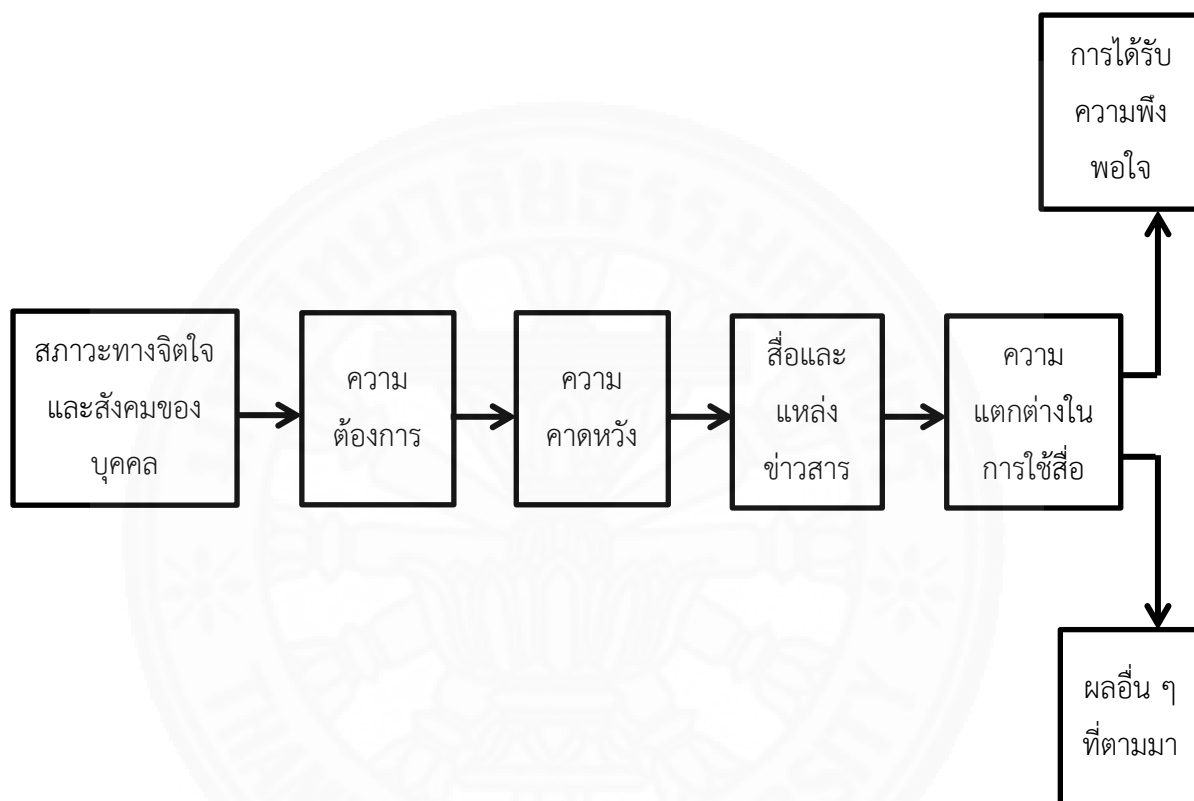 การได้รับ
ความพึง
พอใจ
สภาวะทางจิตใจ
และสังคมของ
บุคคล
ความ
ต้องการ
ความ
คาดหวัง
สื่อและ
แหล่ง
ข่าวสาร
ความ
แตกต่างใน
การใช้สื่อ
ผลอื่น ๆ
ที่ตามมา